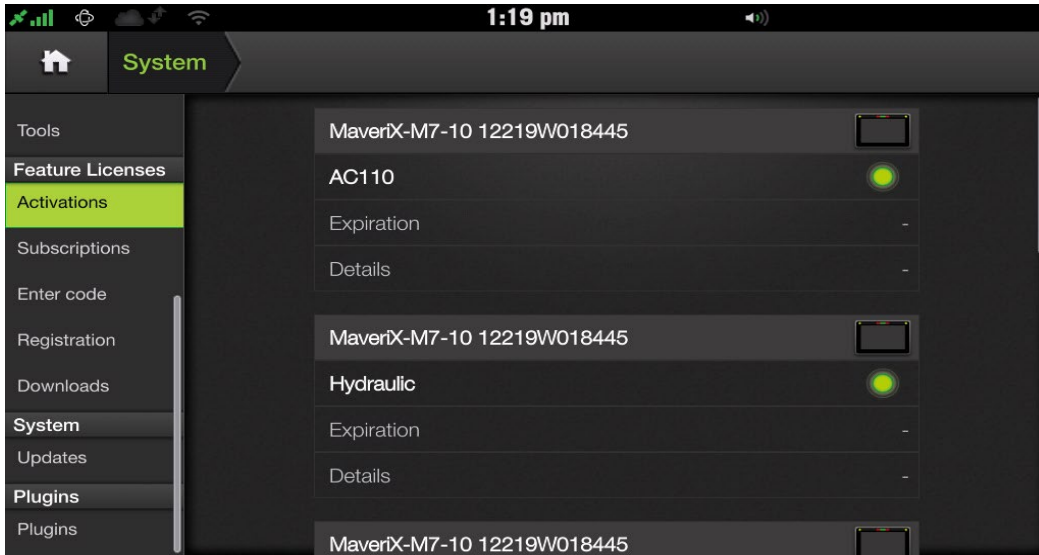 1:19 pm
System
Tools
Feature Licenses
Activations
Subscriptions
Enter code
Registration
Downloads
System
Updates
Plugins
Plugins
MaveriX-M7-10 12219W018445
AC110
Expiration -
Details -
MaveriX-M7-10 12219W018445
Hydraulic
Expiration -
Details -
MaveriX-M7-10 12219W018445